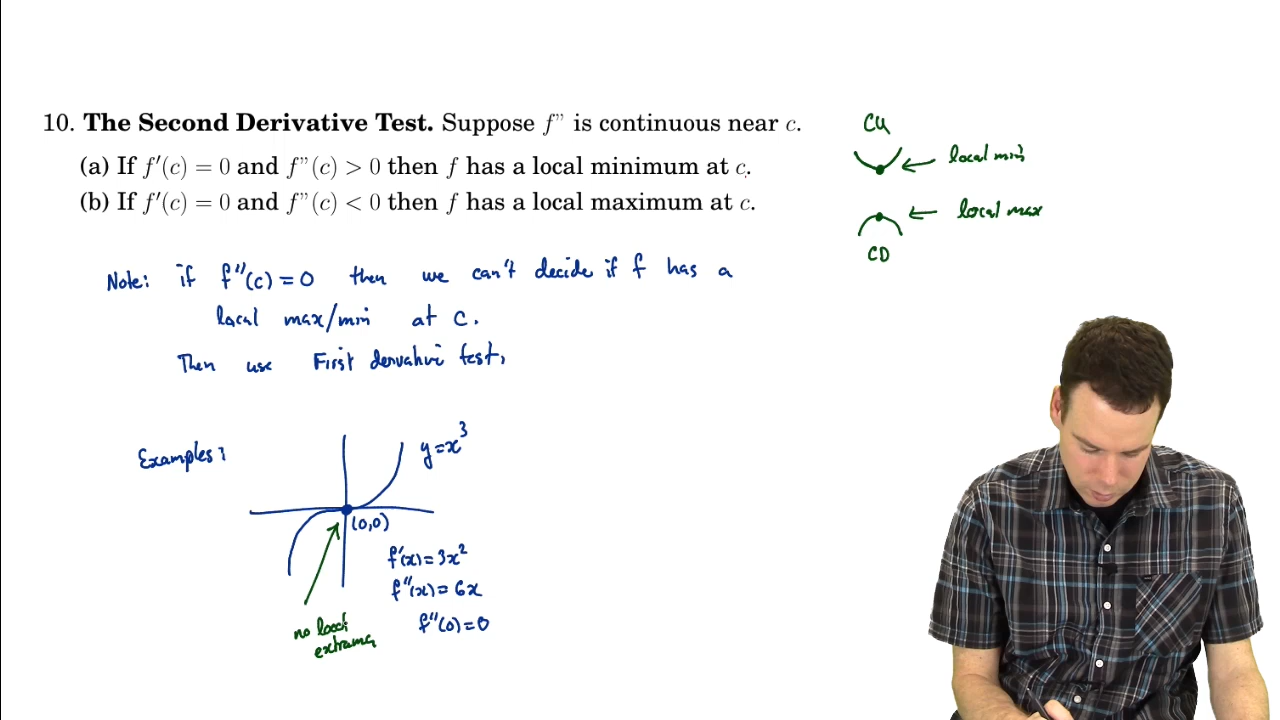 10. The Second Derivative Test. Suppose f” is continuous near c.
(a) If f′(c) = 0 and f”(c) > 0 then f has a local minimum at c.
(b) If f′(c) = 0 and f”(c) < 0 then f has a local maximum at c.
CU
local min
local max
CD
Note: if f''(c) = 0 then we can't decide if f has a
local max/min at c.
Then use First derivative test.
Examples:
y=x³
(0,0)
f'(x)=3x²
f''(x)=6x
f''(0)=0
no local
extrama